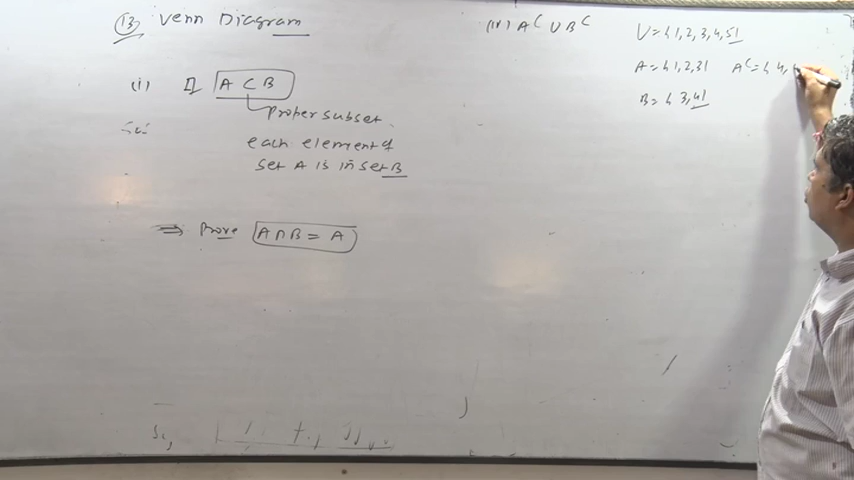 (13) Venn Diagram
(i) If A ⊂ B
Proper subset
each element of
set A is in set B
⇒ Prove A ∩ B = A
(iv) A^c ∪ B^c
U = {1, 2, 3, 4, 5}
A = {1, 2, 3} A^c = {4,
B = {3, 4}